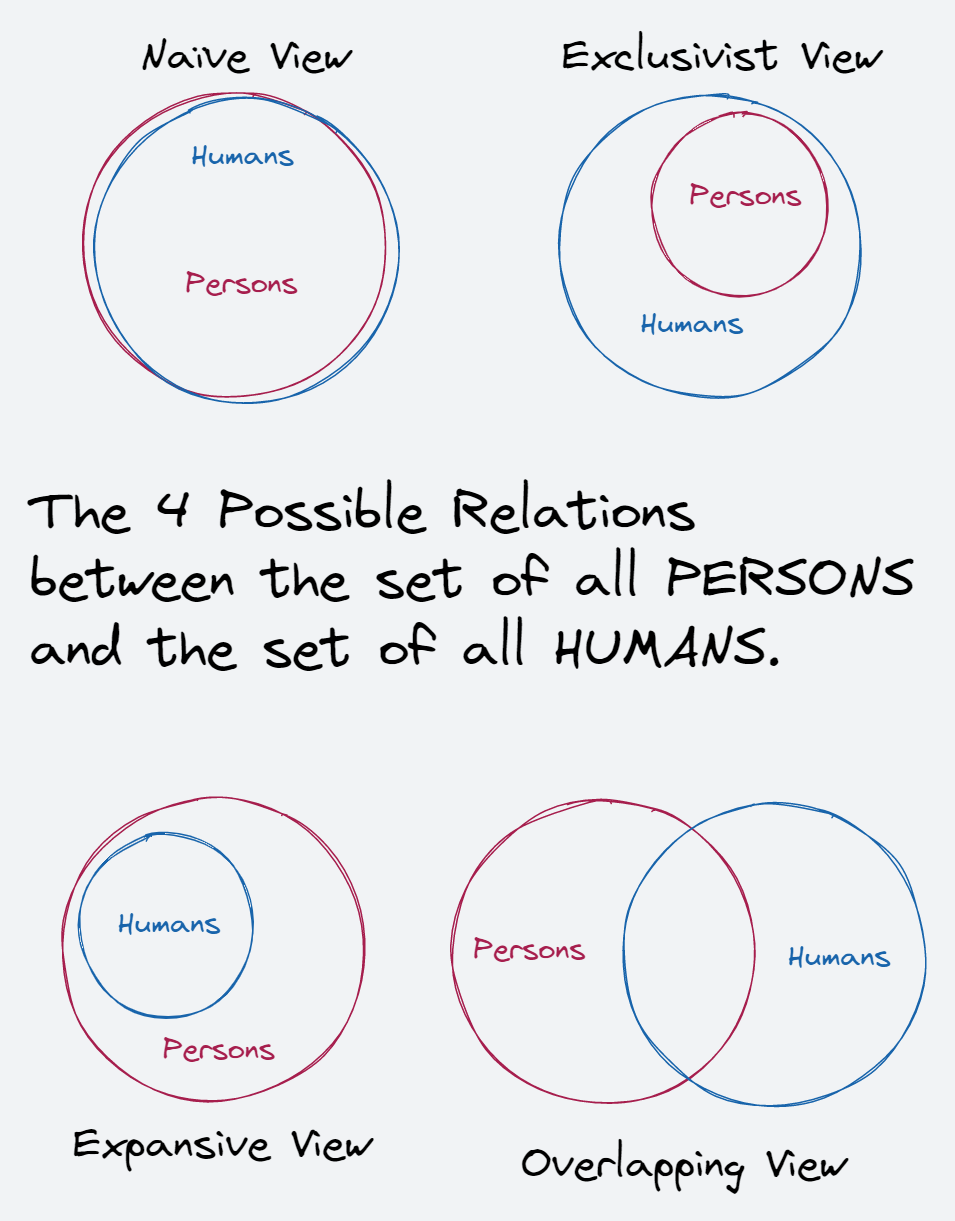 Naïve View
Exclusivist View
Humans
Persons
Persons
Humans
The 4 Possible Relations
between the set of all PERSONS
and the set of all HUMANS.
Humans
Persons
Persons
Humans
Expansive View
Overlapping View